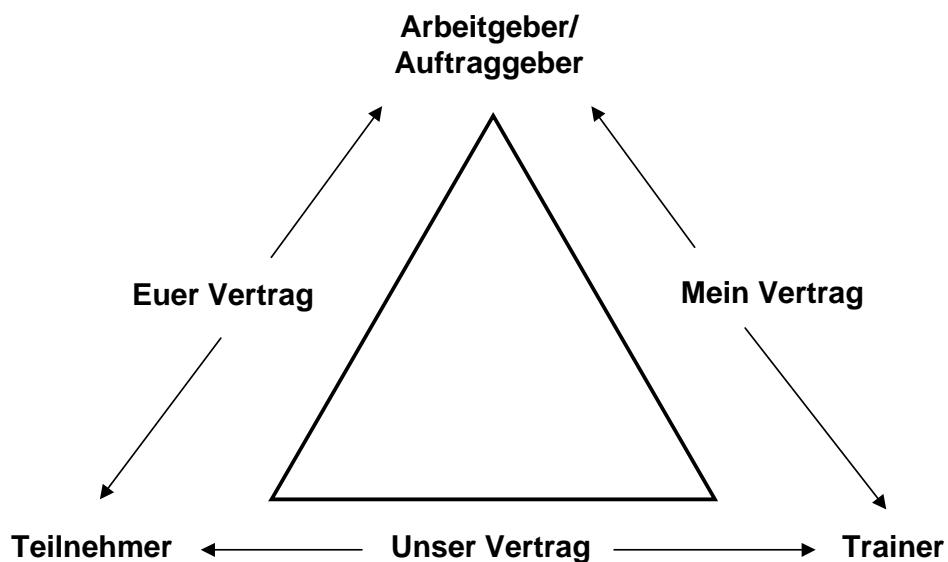 Arbeitgeber/
Auftraggeber
Euer Vertrag
Mein Vertrag
Teilnehmer
Unser Vertrag
Trainer